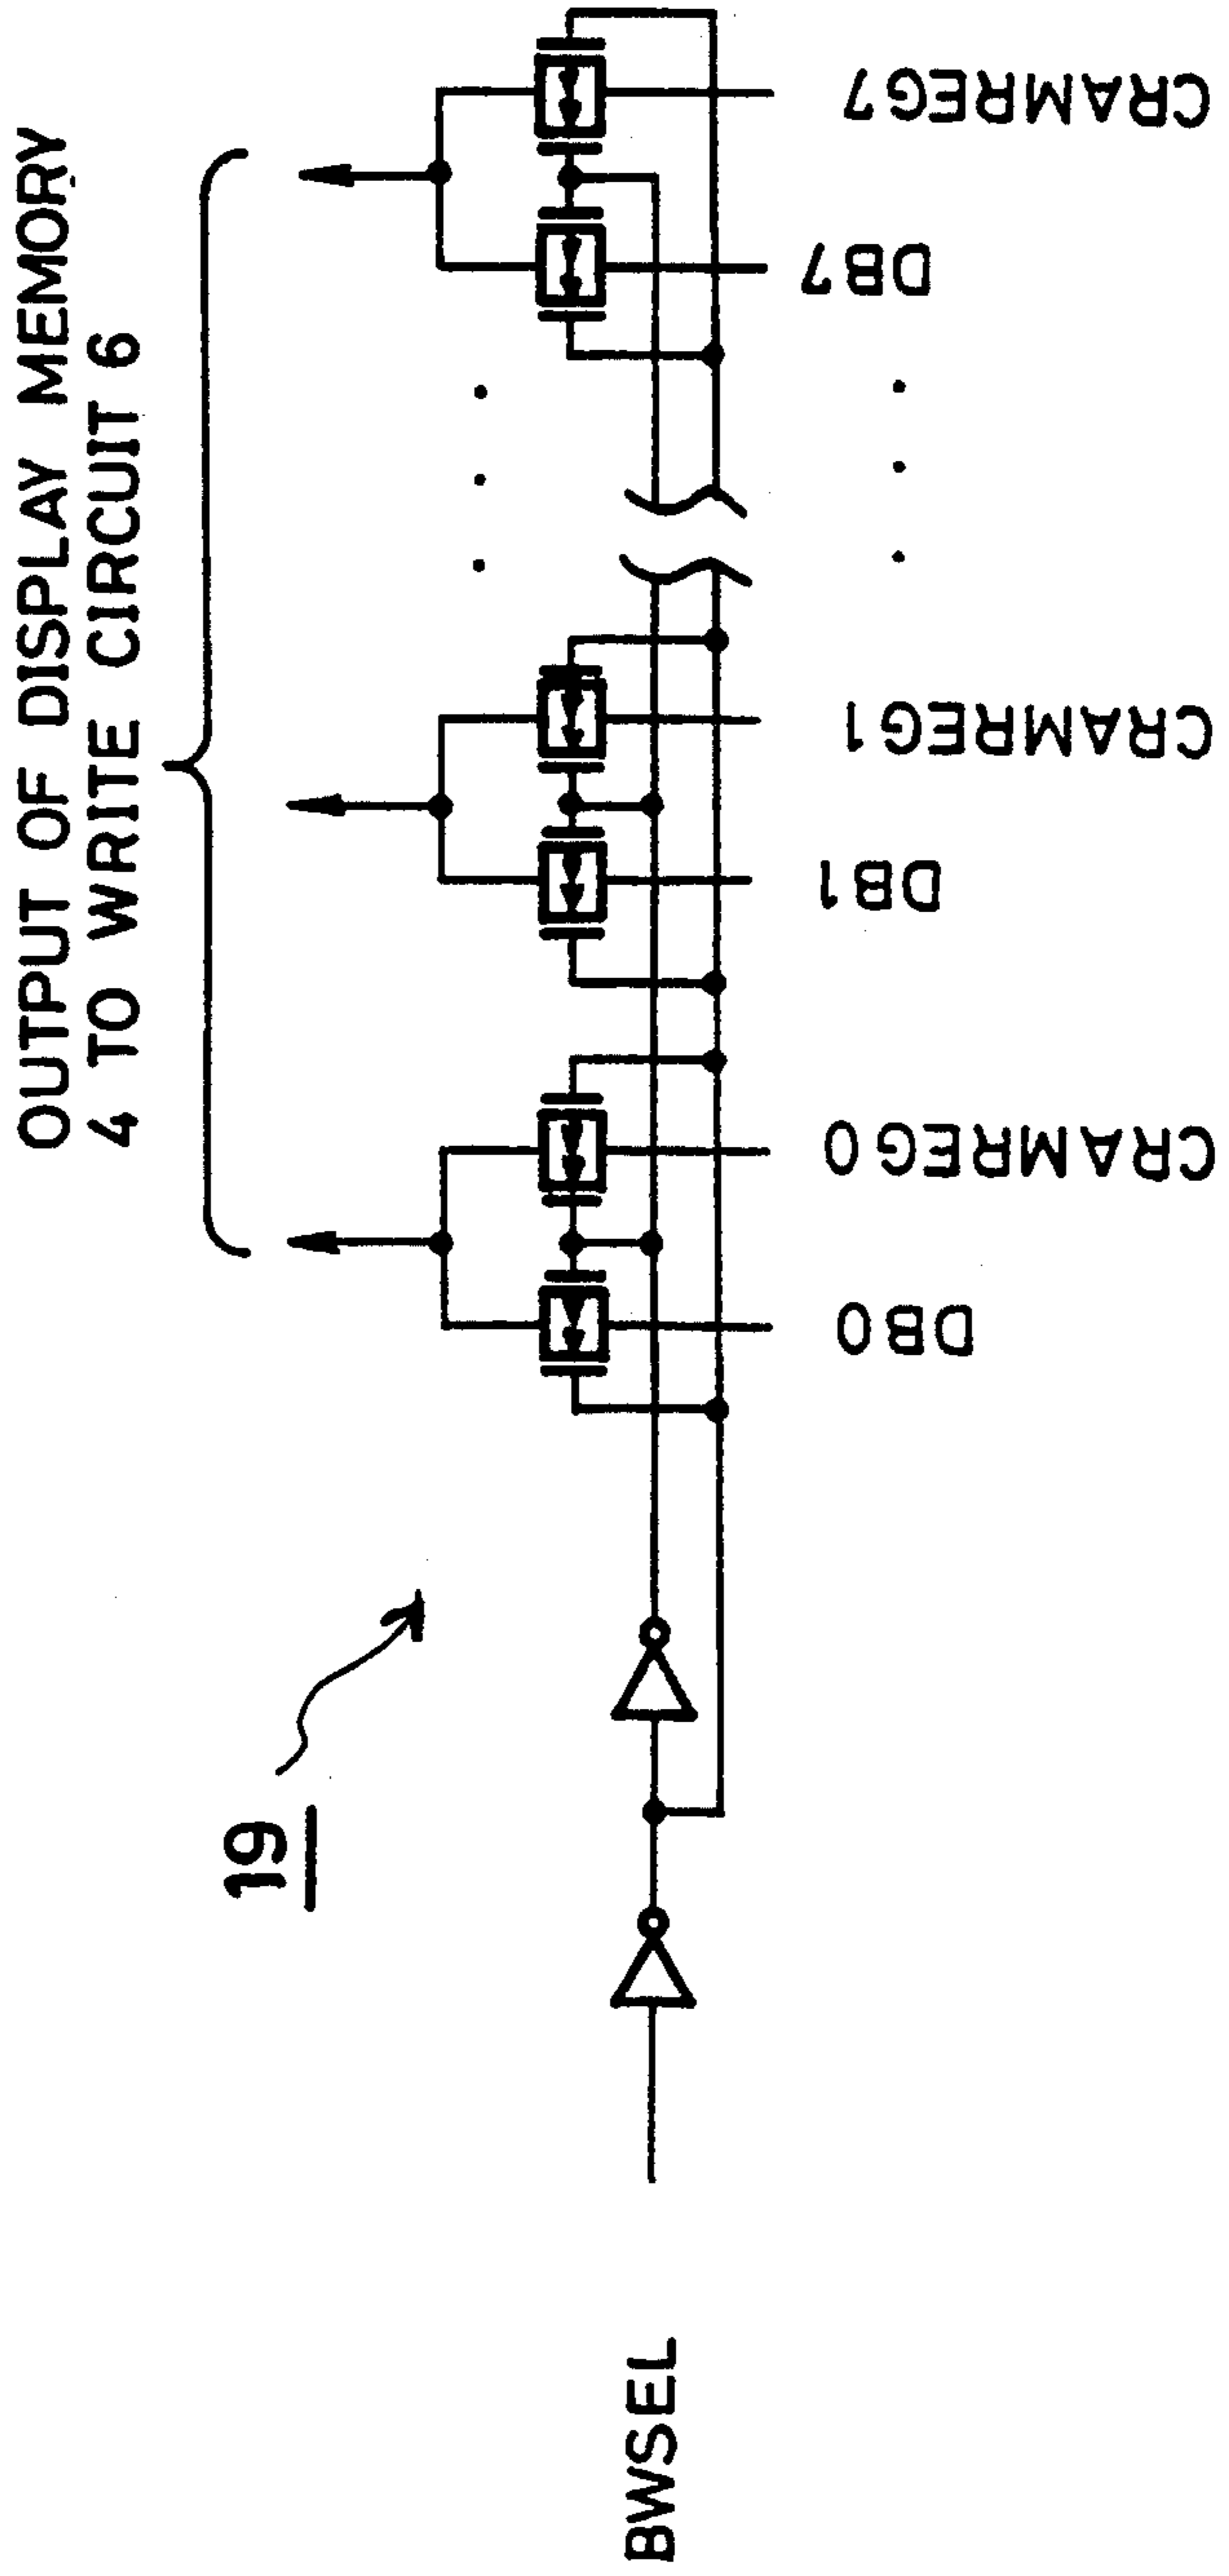 OUTPUT OF DISPLAY MEMORY
4 TO WRITE CIRCUIT 6
19
BWSEL
DB0
CRAMREG0
DB1
CRAMREG1
DB7
CRAMREG7